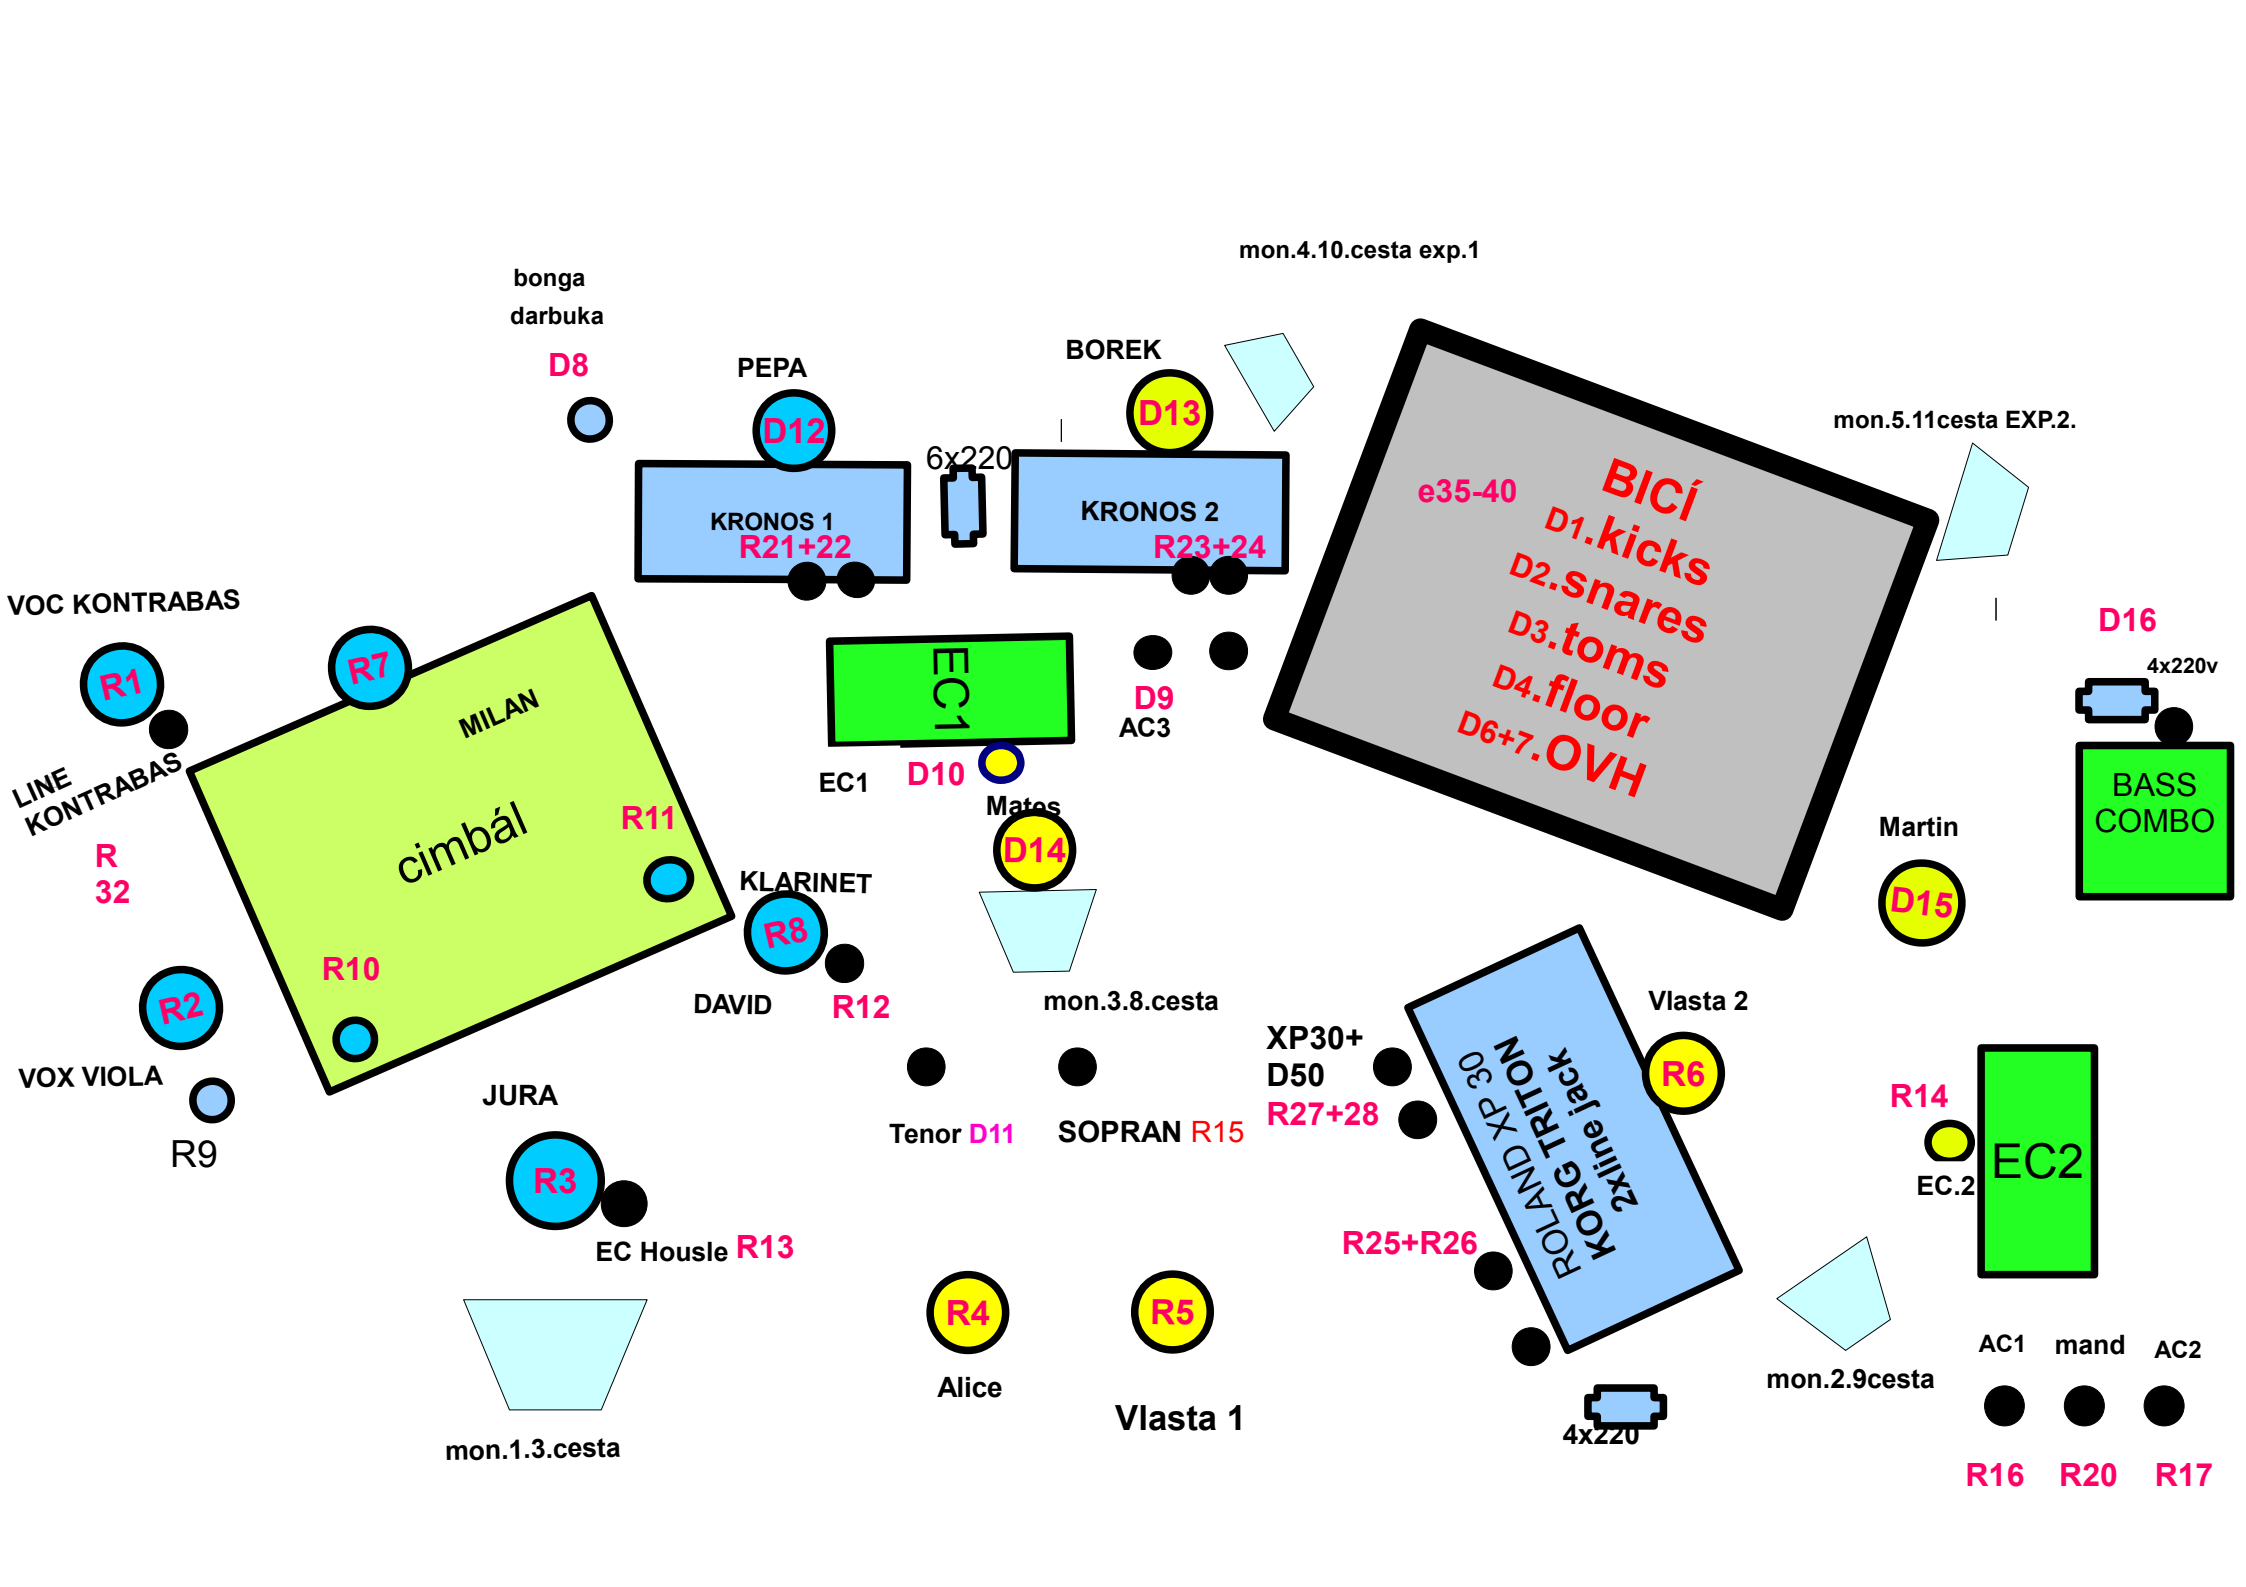 mon.4.10.cesta exp.1
bonga
darbuka
D8
PEPA
D12
BOREK
D13
6x220
KRONOS 1
R21+22
KRONOS 2
R23+24
e35-40
BICÍ
D1.kicks
D2.snares
D3.toms
D4.floor
D6+7.OVH
mon.5.11cesta EXP.2.
D16
4x220v
BASS
COMBO
VOC KONTRABAS
R1
LINE
KONTRABAS
R
32
R7
MILAN
cimbál
R11
R10
EC1
EC1
D10
D9
AC3
Mates
D14
mon.3.8.cesta
KLARINET
R8
DAVID
R12
Martin
D15
R2
VOX VIOLA
R9
JURA
R3
EC Housle R13
mon.1.3.cesta
Tenor D11
SOPRAN R15
R4
Alice
R5
Vlasta 1
XP30+
D50
R27+28
R25+R26
ROLAND XP 30
KORG TRITON
2xline jack
Vlasta 2
R6
4x220
mon.2.9cesta
R14
EC.2
EC2
AC1
mand
AC2
R16
R20
R17